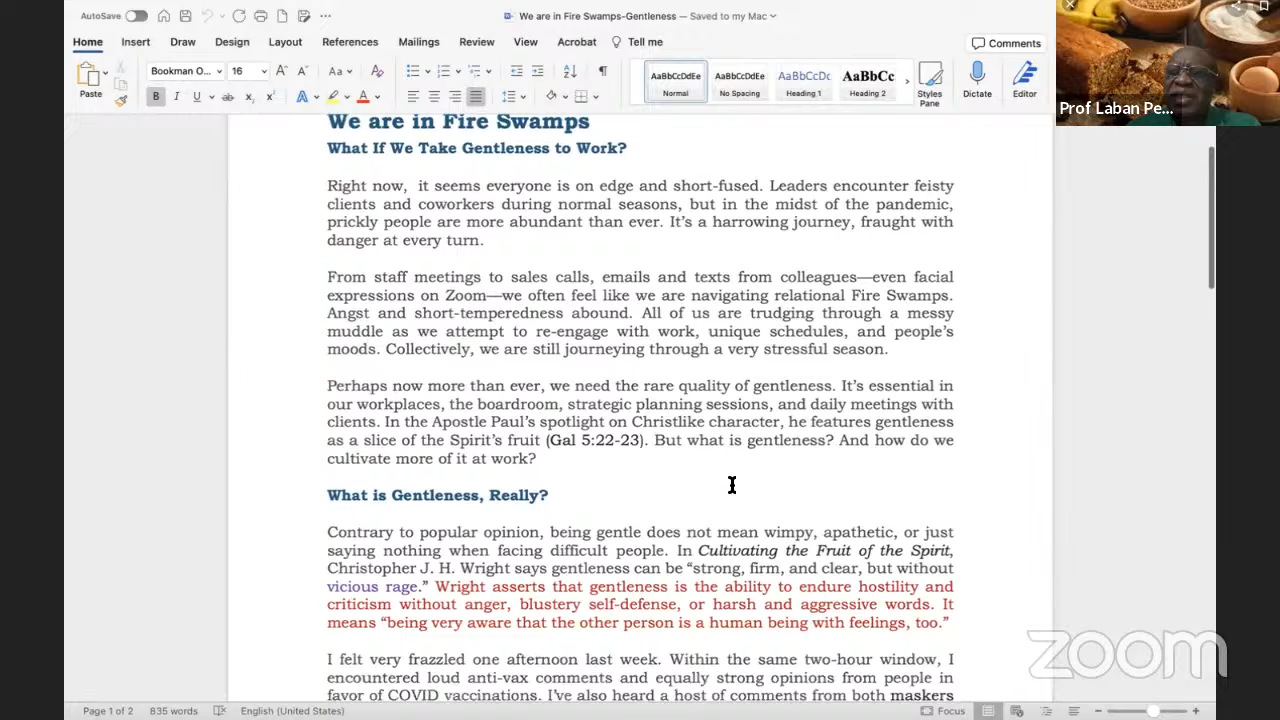 AutoSave
We are in Fire Swamps-Gentleness — Saved to my Mac
Home Insert Draw Design Layout References Mailings Review View Acrobat Tell me
Comments
Paste
Bookman O... 16
AaBbCcDdEe AaBbCcDdEe AaBbCcDc AaBbCc
Normal No Spacing Heading 1 Heading 2
Styles Pane
Dictate
Editor
Prof Laban Pe...
We are in Fire Swamps
What If We Take Gentleness to Work?
Right now, it seems everyone is on edge and short-fused. Leaders encounter feisty
clients and coworkers during normal seasons, but in the midst of the pandemic,
prickly people are more abundant than ever. It’s a harrowing journey, fraught with
danger at every turn.
From staff meetings to sales calls, emails and texts from colleagues—even facial
expressions on Zoom—we often feel like we are navigating relational Fire Swamps.
Angst and short-temperedness abound. All of us are trudging through a messy
muddle as we attempt to re-engage with work, unique schedules, and people’s
moods. Collectively, we are still journeying through a very stressful season.
Perhaps now more than ever, we need the rare quality of gentleness. It’s essential in
our workplaces, the boardroom, strategic planning sessions, and daily meetings with
clients. In the Apostle Paul’s spotlight on Christlike character, he features gentleness
as a slice of the Spirit’s fruit (Gal 5:22-23). But what is gentleness? And how do we
cultivate more of it at work?
What is Gentleness, Really?
Contrary to popular opinion, being gentle does not mean wimpy, apathetic, or just
saying nothing when facing difficult people. In Cultivating the Fruit of the Spirit,
Christopher J. H. Wright says gentleness can be “strong, firm, and clear, but without
vicious rage.” Wright asserts that gentleness is the ability to endure hostility and
criticism without anger, blustery self-defense, or harsh and aggressive words. It
means “being very aware that the other person is a human being with feelings, too.”
I felt very frazzled one afternoon last week. Within the same two-hour window, I
encountered loud anti-vax comments and equally strong opinions from people in
favor of COVID vaccinations. I’ve also heard a host of comments from both maskers
zoom
Page 1 of 2 835 words English (United States) Focus